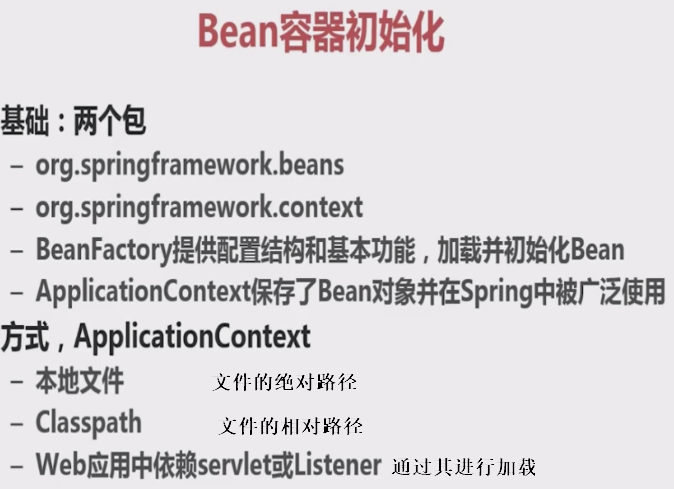 Bean容器初始化
基础：两个包
– org.springframework.beans
– org.springframework.context
– BeanFactory提供配置结构和基本功能，加载并初始化Bean
– ApplicationContext保存了Bean对象并在Spring中被广泛使用
方式，ApplicationContext
– 本地文件 文件的绝对路径
– Classpath 文件的相对路径
– Web应用中依赖servlet或Listener 通过其进行加载